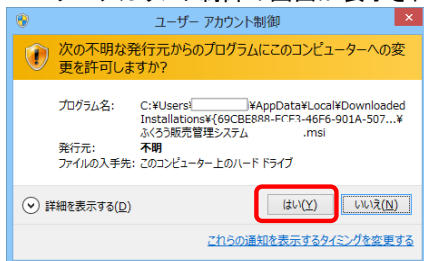 ユーザー アカウント制御
次の不明な発行元からのプログラムにこのコンピューターへの変
更を許可しますか?
プログラム名: C:¥Users¥ ¥AppData¥Local¥Downloaded
Installations¥{69CBE888-FCF3-46F6-901A-507...¥
ふくろう販売管理システム .msi
発行元: 不明
ファイルの入手先: このコンピューター上のハード ドライブ
詳細を表示する(D) はい(Y) いいえ(N)
これらの通知を表示するタイミングを変更する